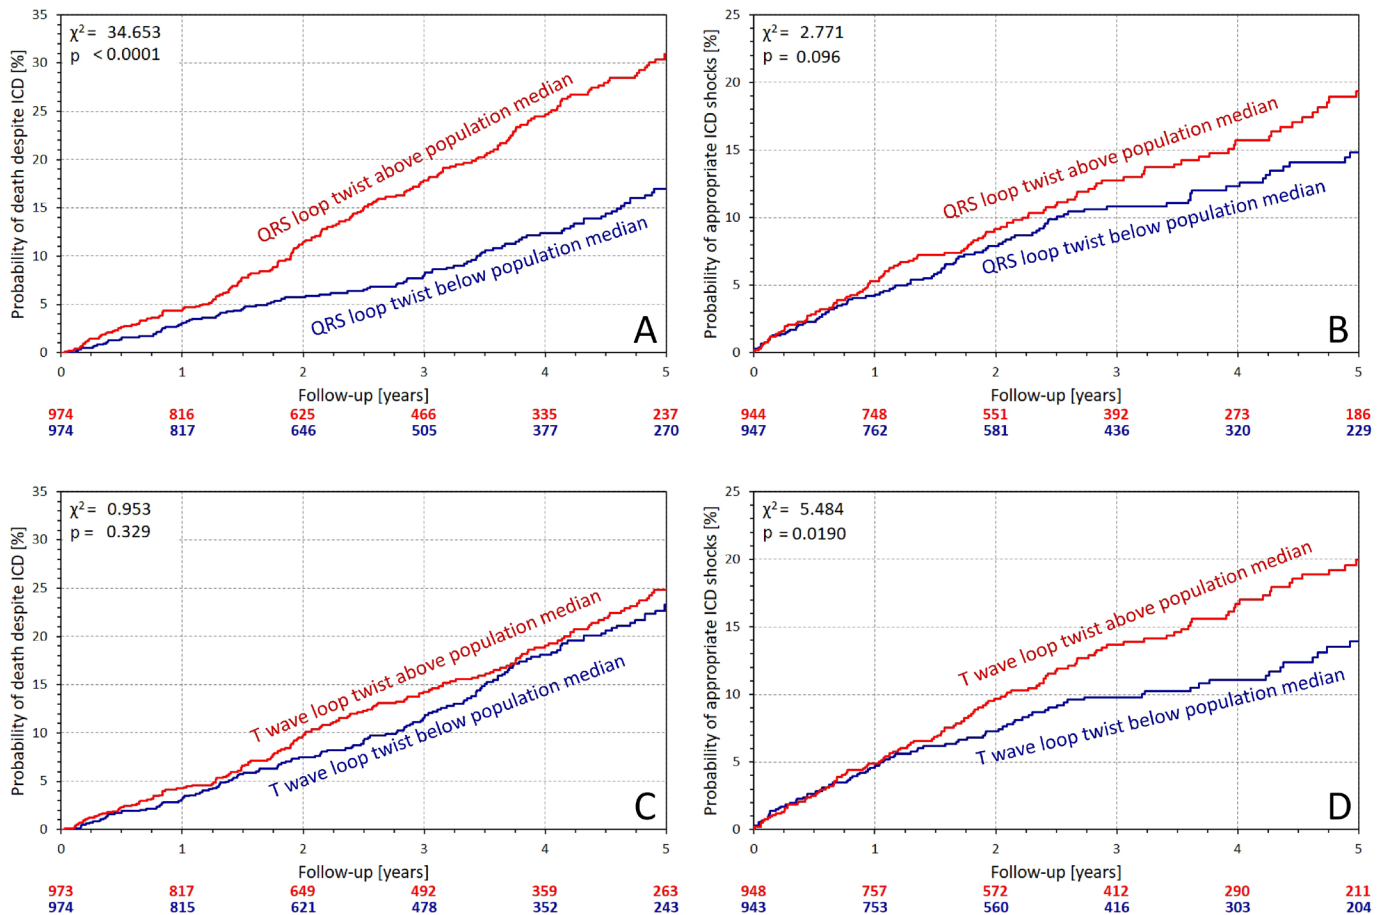 Probability of death despite ICD [%]
35
30
25
20
15
10
5
0
χ² = 34.653
p < 0.0001
QRS loop twist above population median
QRS loop twist below population median
A
0 1 2 3 4 5
Follow-up [years]
974 816 625 466 335 237
974 817 646 505 377 270
Probability of appropriate ICD shocks [%]
25
20
15
10
5
0
χ² = 2.771
p = 0.096
QRS loop twist above population median
QRS loop twist below population median
B
0 1 2 3 4 5
Follow-up [years]
944 748 551 392 273 186
947 762 581 436 320 229
Probability of death despite ICD [%]
35
30
25
20
15
10
5
0
χ² = 0.953
p = 0.329
T wave loop twist above population median
T wave loop twist below population median
C
0 1 2 3 4 5
Follow-up [years]
973 817 649 492 359 263
974 815 621 478 352 243
Probability of appropriate ICD shocks [%]
25
20
15
10
5
0
χ² = 5.484
p = 0.0190
T wave loop twist above population median
T wave loop twist below population median
D
0 1 2 3 4 5
Follow-up [years]
948 757 572 412 290 211
943 753 560 416 303 204